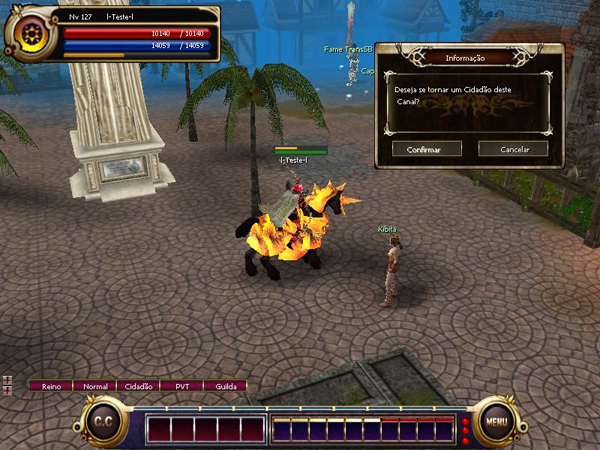 Nv 127 l-Teste-l
10140 / 10140
14059 / 14059
Fame TransSB
Cap
Informação
Deseja se tornar um Cidadão deste
Canal?
Confirmar Cancelar
l-Teste-l
Kibita
Reino Normal Cidadão PVT Guilda
C.C
MENU